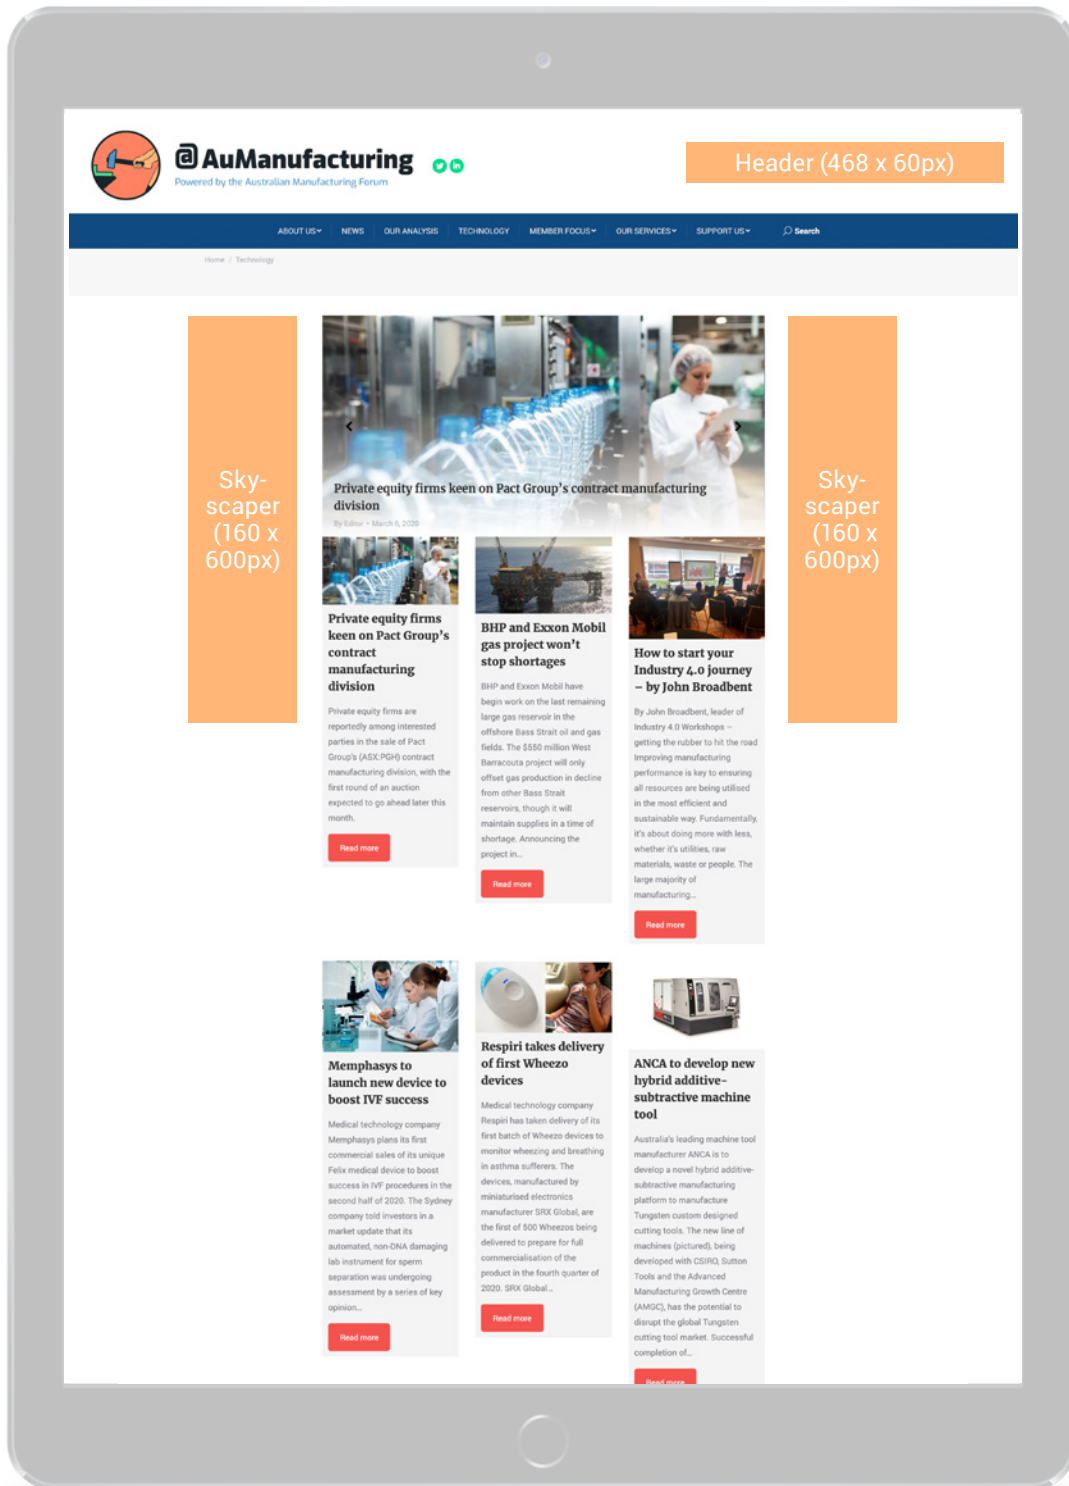 @AuManufacturing
Powered by the Australian Manufacturing Forum
Header (468 x 60px)
ABOUT US
NEWS
OUR ANALYSIS
TECHNOLOGY
MEMBER FOCUS
OUR SERVICES
SUPPORT US
Search
Home / Technology
Sky-
scaper
(160 x
600px)
Private equity firms keen on Pact Group's contract manufacturing
division
By Editor • March 6, 2020
Sky-
scaper
(160 x
600px)
Private equity firms
keen on Pact Group's
contract
manufacturing
division
Private equity firms are
reportedly among interested
parties in the sale of Pact
Group's (ASX:PGH) contract
manufacturing division, with the
first round of an auction
expected to go ahead later this
month.
Read more
BHP and Exxon Mobil
gas project won't
stop shortages
BHP and Exxon Mobil have
begin work on the last remaining
large gas reservoir in the
offshore Bass Strait oil and gas
fields. The $550 million West
Barracouta project will only
offset gas production in decline
from other Bass Strait
reservoirs, though it will
maintain supplies in a time of
shortage. Announcing the
project in...
Read more
How to start your
Industry 4.0 journey
– by John Broadbent
By John Broadbent, leader of
Industry 4.0 Workshops –
getting the rubber to hit the road
Improving manufacturing
performance is key to ensuring
all resources are being utilised
in the most efficient and
sustainable way. Fundamentally,
it's about doing more with less,
whether it's utilities, raw
materials, waste or people. The
large majority of
manufacturing...
Read more
Memphasys to
launch new device to
boost IVF success
Medical technology company
Memphasys plans its first
commercial sales of its unique
Felix medical device to boost
success in IVF procedures in the
second half of 2020. The Sydney
company told investors in a
market update that its
automated, non-DNA damaging
lab instrument for sperm
separation was undergoing
assessment by a series of key
opinion...
Read more
Respiri takes delivery
of first Wheezo
devices
Medical technology company
Respiri has taken delivery of its
first batch of Wheezo devices to
monitor wheezing and breathing
in asthma sufferers. The
devices, manufactured by
miniaturised electronics
manufacturer SRX Global, are
the first of 500 Wheezos being
delivered to prepare for full
commercialisation of the
product in the fourth quarter of
2020. SRX Global...
Read more
ANCA to develop new
hybrid additive-
subtractive machine
tool
Australia's leading machine tool
manufacturer ANCA is to
develop a novel hybrid additive-
subtractive manufacturing
platform to manufacture
Tungsten custom designed
cutting tools. The new line of
machines (pictured), being
developed with CSIRO, Sutton
Tools and the Advanced
Manufacturing Growth Centre
(AMGC), has the potential to
disrupt the global Tungsten
cutting tool market. Successful
completion of...
Read more